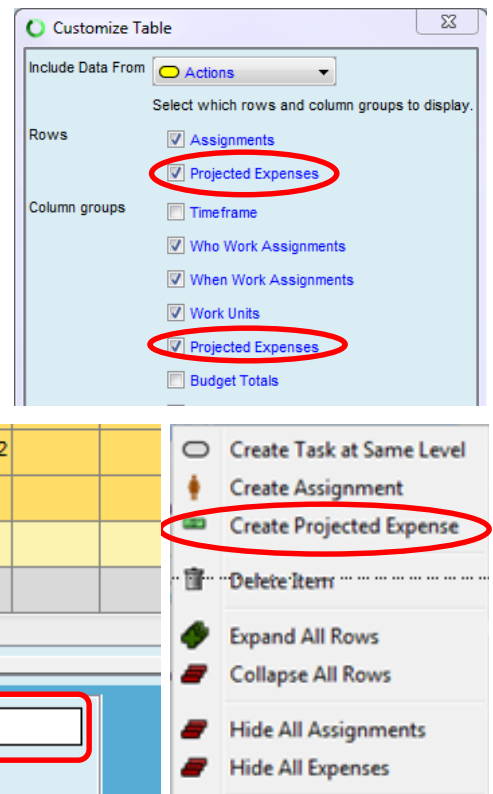 Customize Table
Include Data From Actions
Select which rows and column groups to display.
Rows
Assignments
Projected Expenses
Column groups
Timeframe
Who Work Assignments
When Work Assignments
Work Units
Projected Expenses
Budget Totals
2
Create Task at Same Level
Create Assignment
Create Projected Expense
Delete Item
Expand All Rows
Collapse All Rows
Hide All Assignments
Hide All Expenses